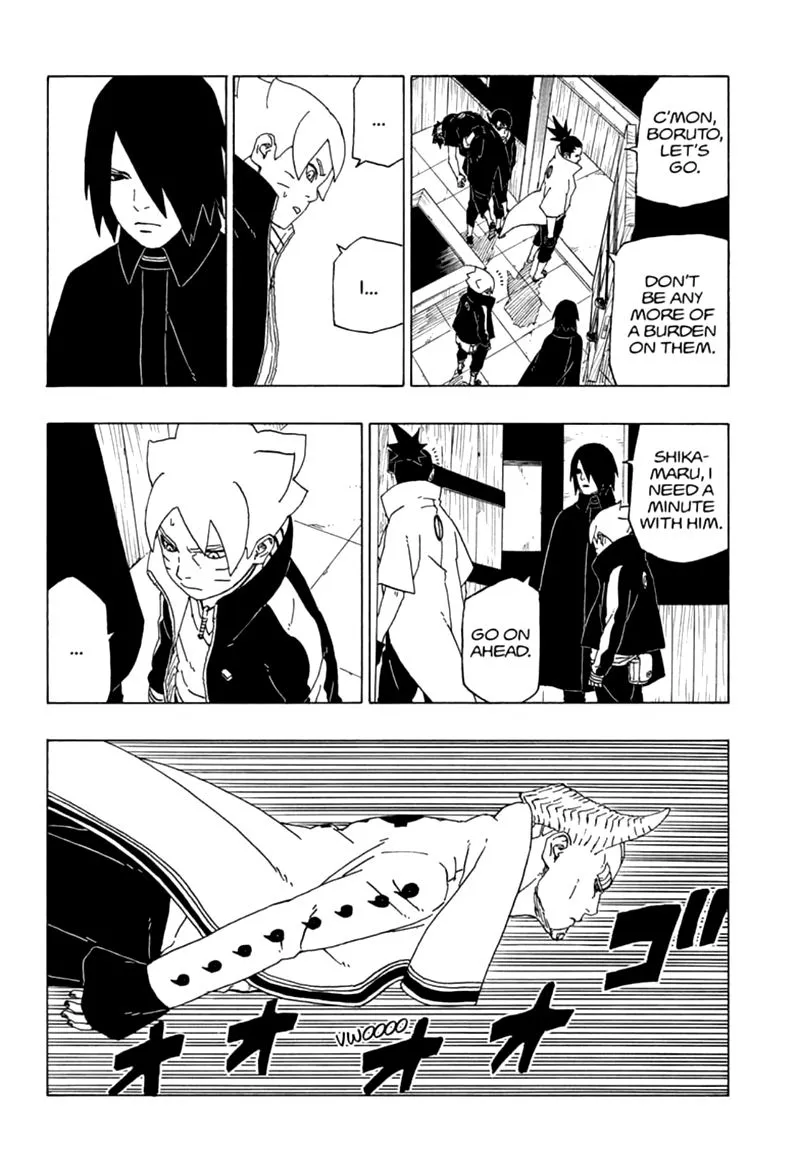 C'MON,
BORUTO,
LET'S
GO.
DON'T
BE ANY
MORE OF
A BURDEN
ON THEM.
...
I...
SHIKA-
MARU, I
NEED A
MINUTE
WITH HIM.
GO ON
AHEAD.
...
ゴオオオオ
VWOOOO